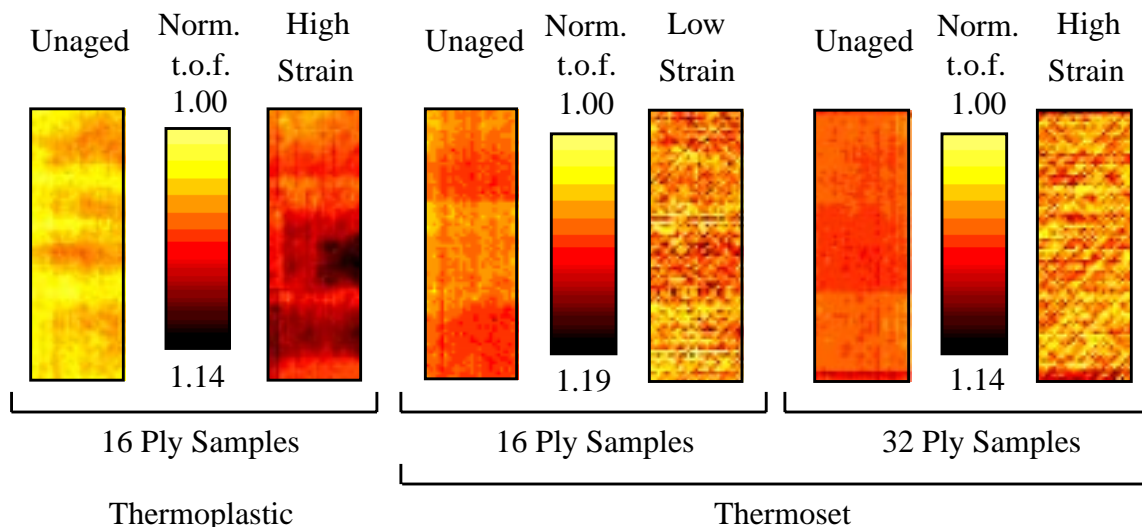 Unaged
Norm.
t.o.f.
1.00
1.14
High
Strain
Unaged
Norm.
t.o.f.
1.00
1.19
Low
Strain
Unaged
Norm.
t.o.f.
1.00
1.14
High
Strain
16 Ply Samples
16 Ply Samples
32 Ply Samples
Thermoplastic
Thermoset